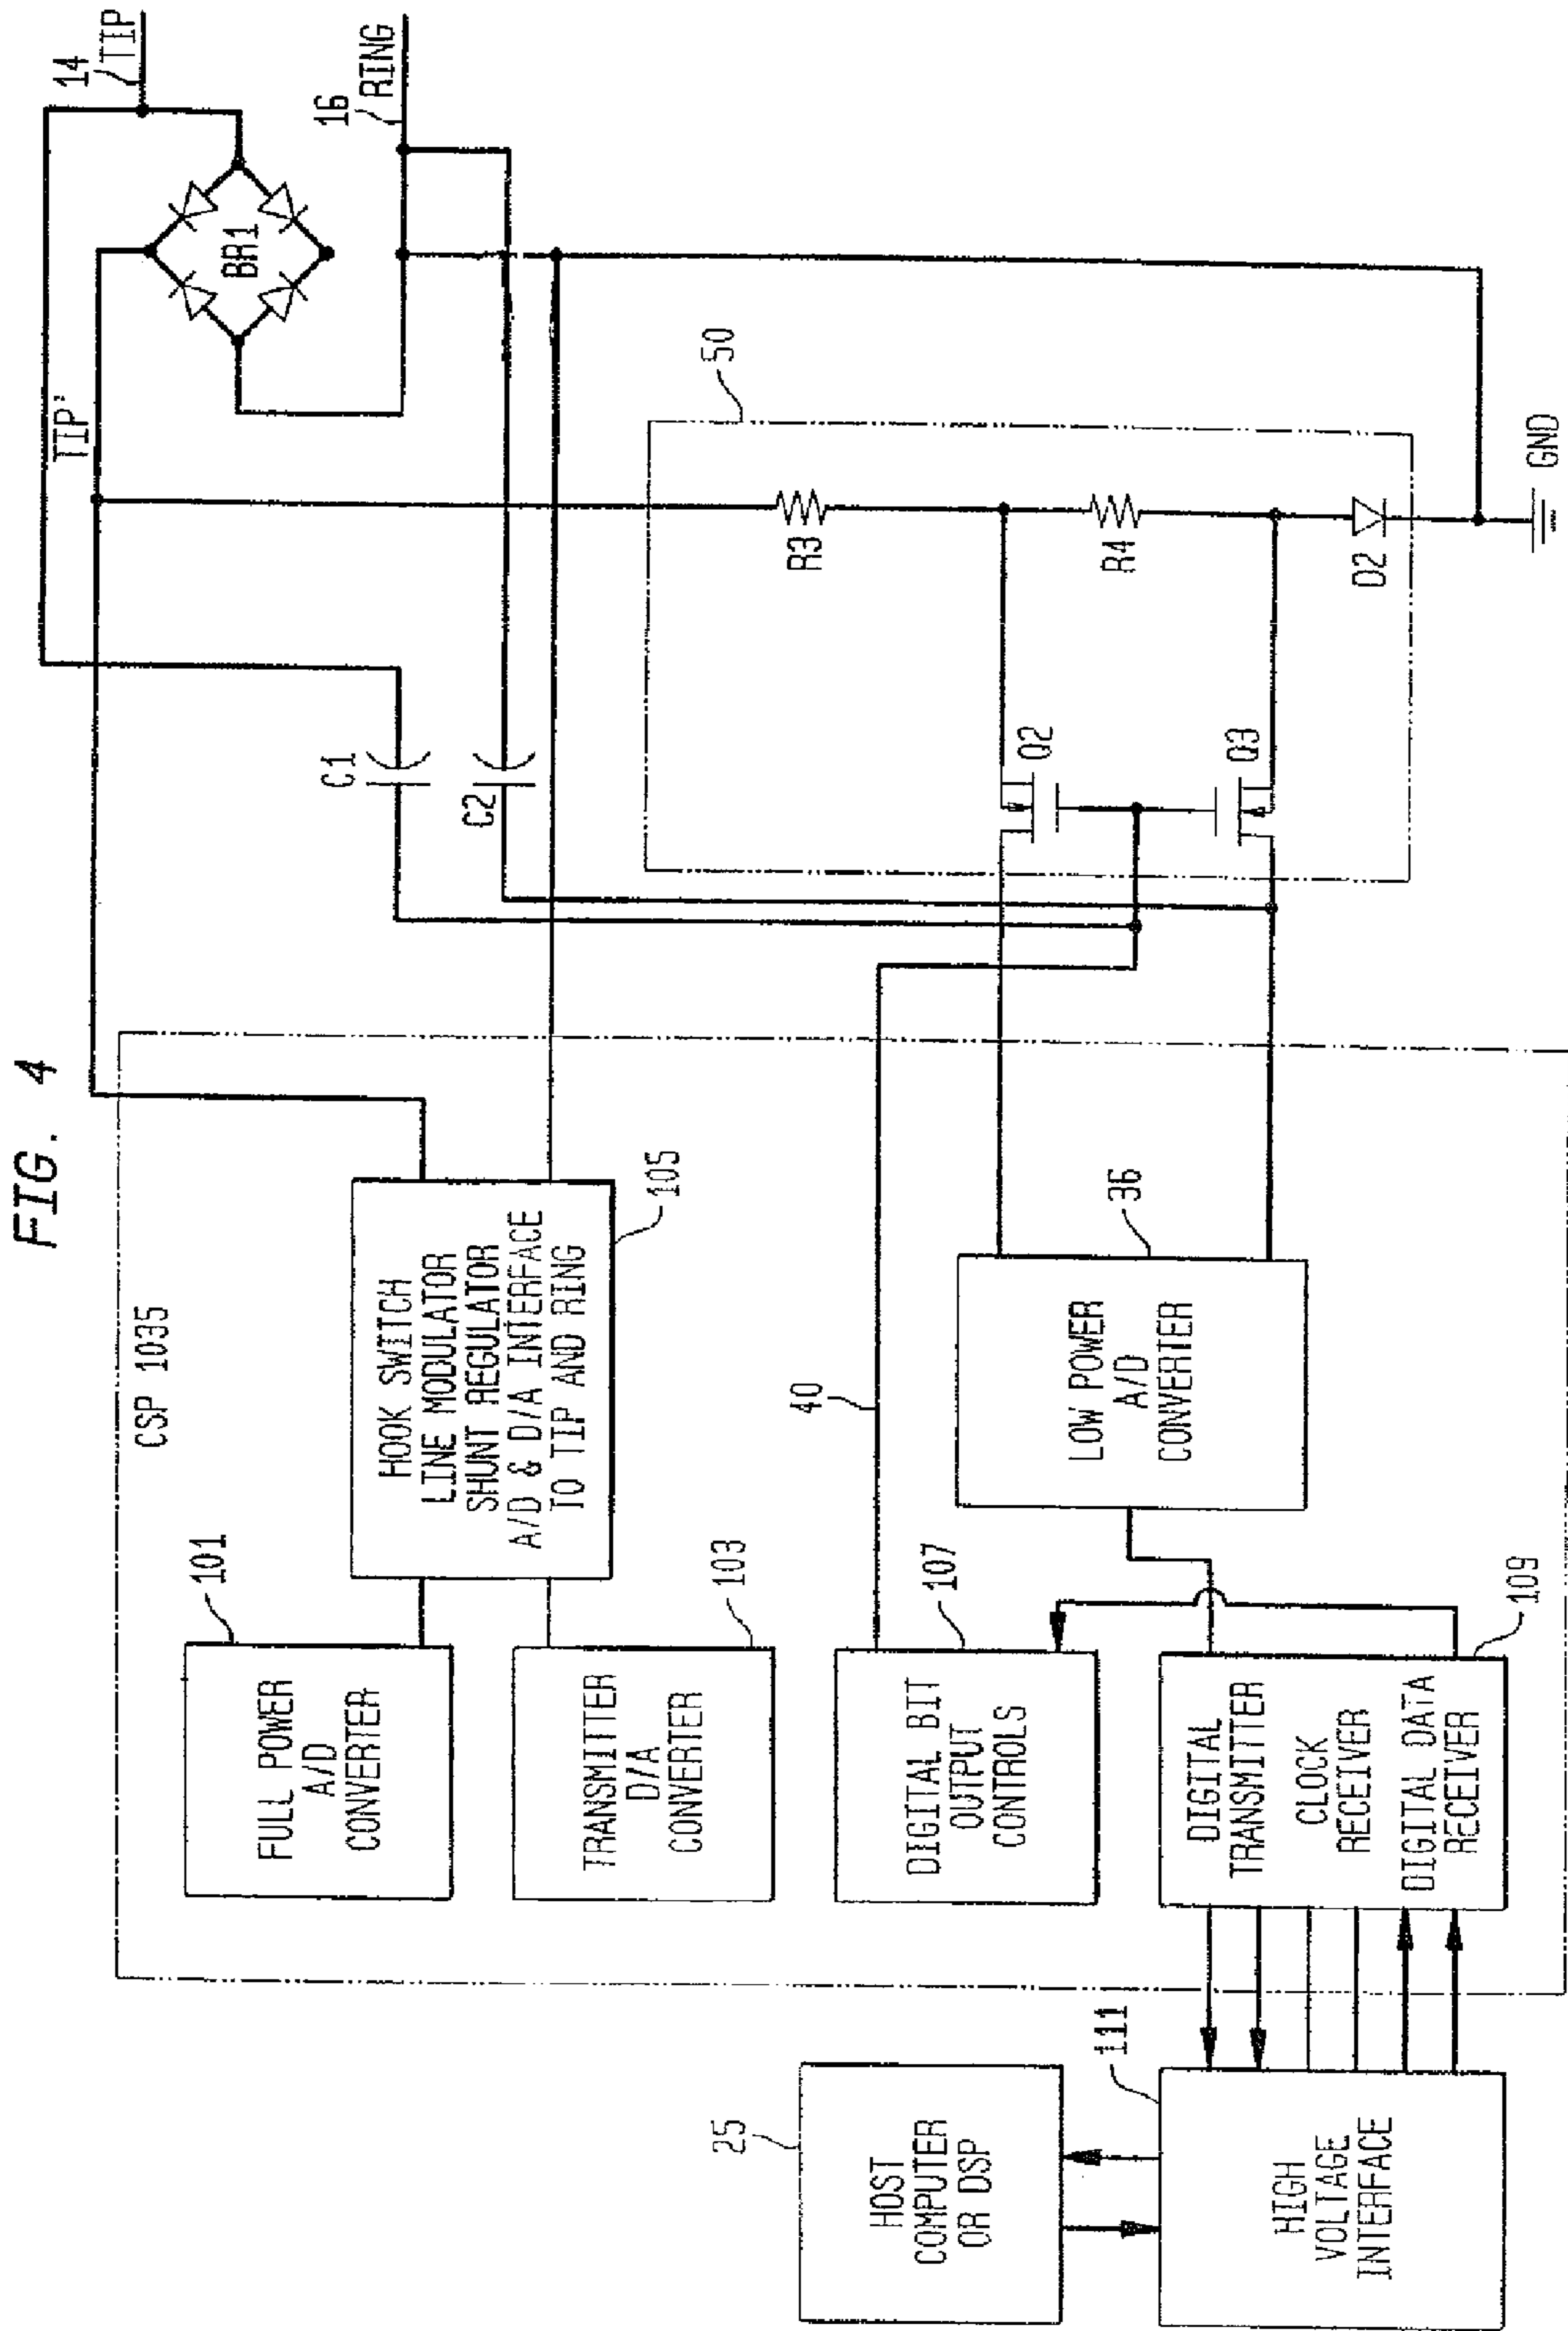 FIG. 4
CSP 1035
101
FULL POWER
A/D
CONVERTER
103
TRANSMITTER
D/A
CONVERTER
HOOK SWITCH
LINE MODULATOR
SHUNT REGULATOR
A/D & D/A INTERFACE
TO TIP AND RING
105
TIP'
14
TIP
BR1
16
RING
C1
C2
25
HOST
COMPUTER
OR DSP
107
DIGITAL BIT
OUTPUT
CONTROLS
40
LOW POWER
A/D
CONVERTER
36
50
R3
Q2
R4
Q3
D2
GND
111
HIGH
VOLTAGE
INTERFACE
DIGITAL
TRANSMITTER
CLOCK
RECEIVER
DIGITAL DATA
RECEIVER
109